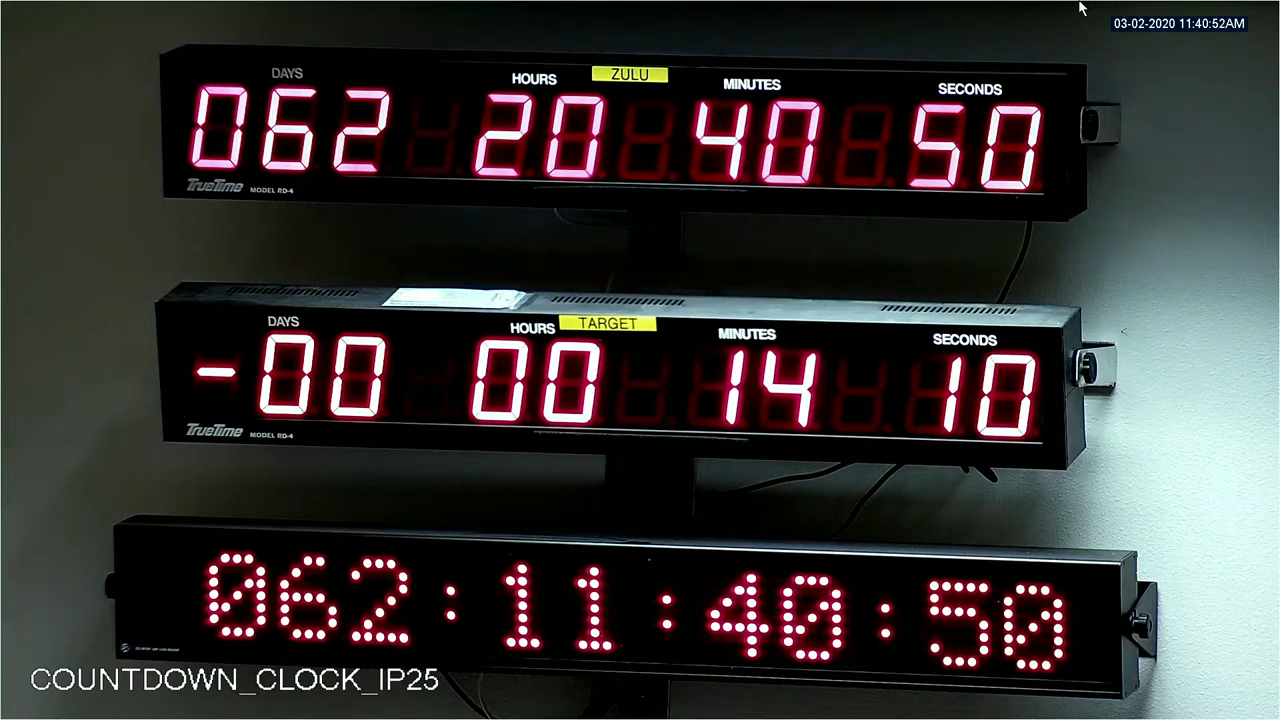 03-02-2020 11:40:52AM
DAYS HOURS ZULU MINUTES SECONDS
062 20 40 50
TrueTime MODEL RD-4
DAYS HOURS TARGET MINUTES SECONDS
-00 00 14 10
TrueTime MODEL RD-4
062:11:40:50
COUNTDOWN_CLOCK_IP25